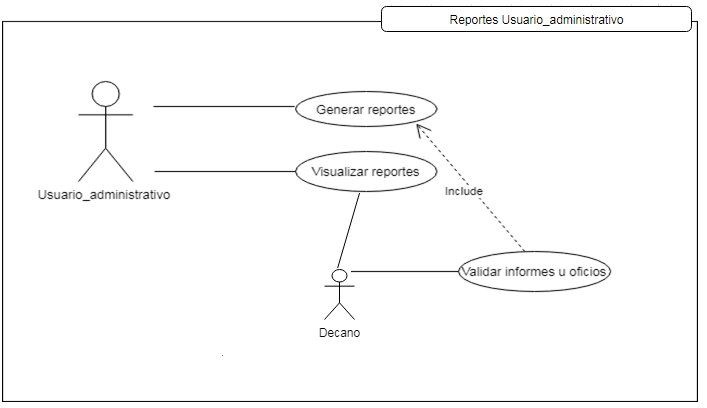 Reportes Usuario_administrativo
Generar reportes
Visualizar reportes
Usuario_administrativo
Include
Validar informes u oficios
Decano